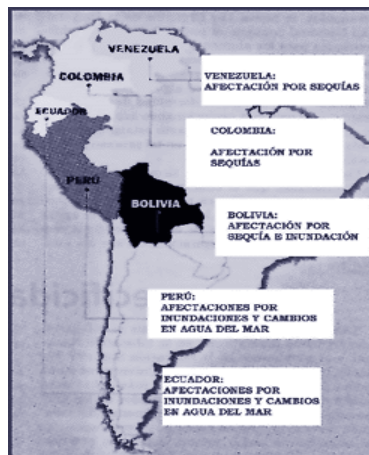 VENEZUELA
COLOMBIA
ECUADOR
PERÚ
BOLIVIA
VENEZUELA:
AFECTACIÓN POR SEQUÍAS
COLOMBIA:
AFECTACIÓN POR
SEQUÍAS
BOLIVIA:
AFECTACIÓN POR
SEQUÍA E INUNDACIÓN
PERÚ:
AFECTACIONES POR
INUNDACIONES Y CAMBIOS
EN AGUA DEL MAR
ECUADOR:
AFECTACIONES POR
INUNDACIONES Y CAMBIOS
EN AGUA DEL MAR